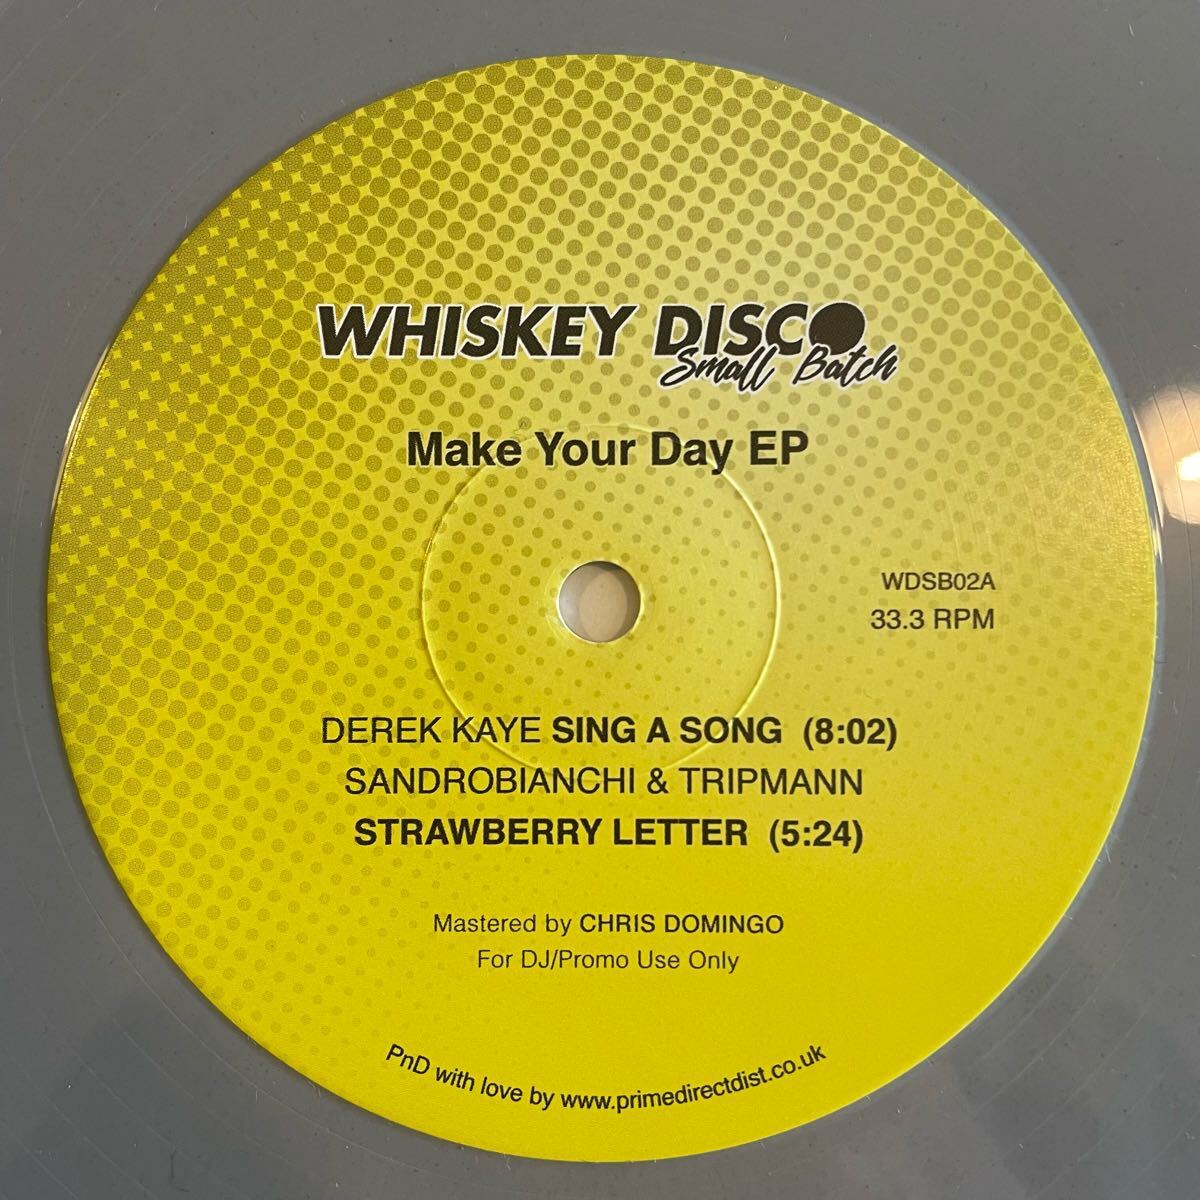 WHISKEY DISCO
Small Batch
Make Your Day EP
WDSB02A
33.3 RPM
DEREK KAYE SING A SONG (8:02)
SANDROBIANCHI & TRIPMANN
STRAWBERRY LETTER (5:24)
Mastered by CHRIS DOMINGO
For DJ/Promo Use Only
PnD with love by www.primedirectdist.co.uk